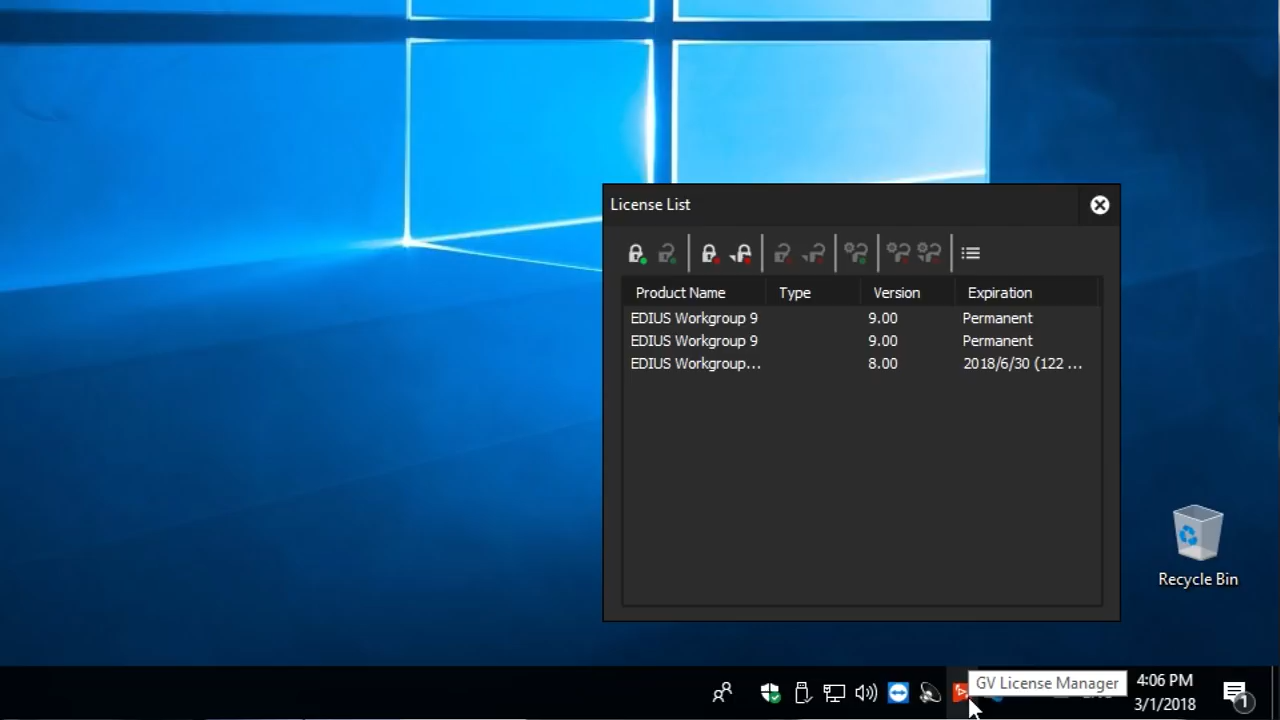 License List
Product Name Type Version Expiration
EDIUS Workgroup 9 9.00 Permanent
EDIUS Workgroup 9 9.00 Permanent
EDIUS Workgroup... 8.00 2018/6/30 (122 ...
Recycle Bin
GV License Manager
4:06 PM
3/1/2018
1